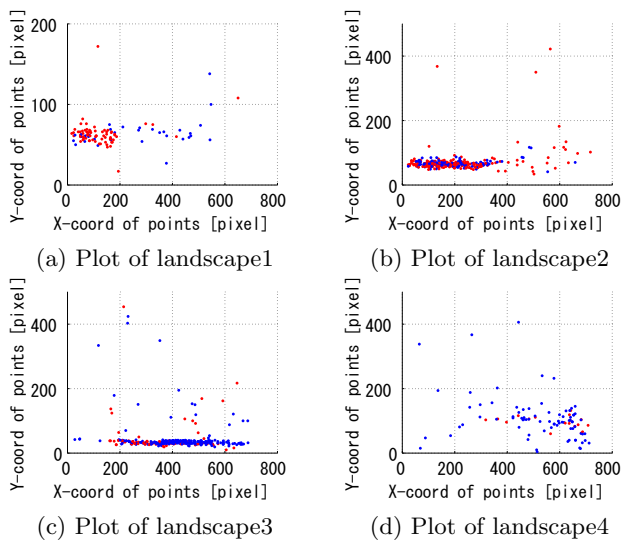 Y-coord of points [pixel]
200
100
0
0 200 400 600 800
X-coord of points [pixel]
(a) Plot of landscape1
Y-coord of points [pixel]
400
200
0
0 200 400 600 800
X-coord of points [pixel]
(b) Plot of landscape2
Y-coord of points [pixel]
400
200
0
0 200 400 600 800
X-coord of points [pixel]
(c) Plot of landscape3
Y-coord of points [pixel]
400
200
0
0 200 400 600 800
X-coord of points [pixel]
(d) Plot of landscape4